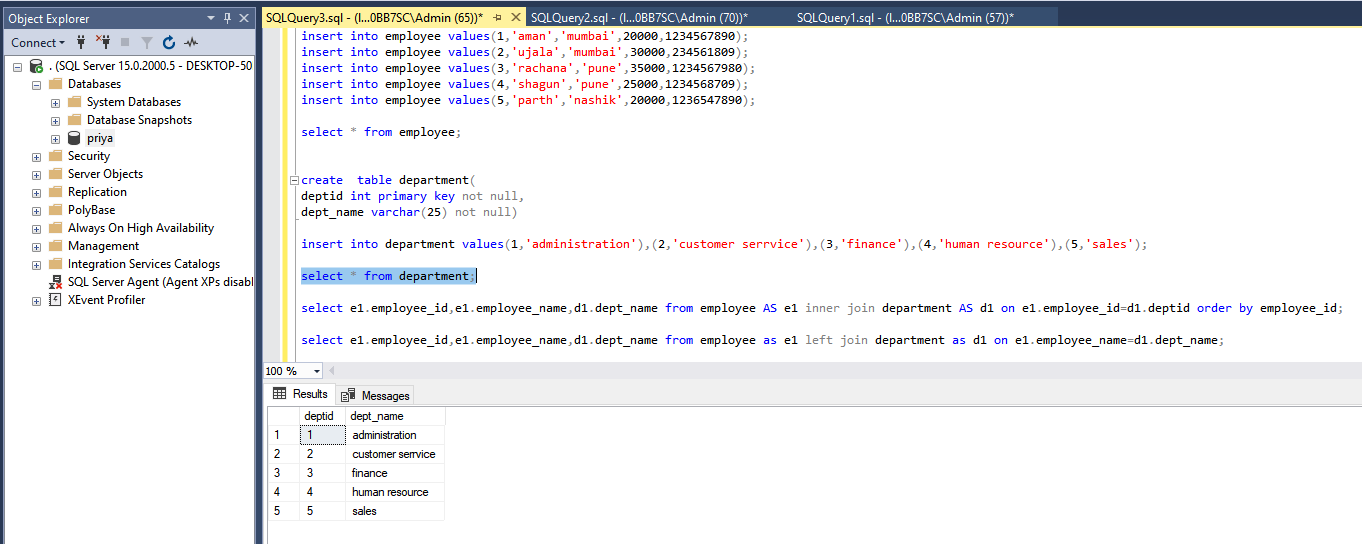 Object Explorer
Connect
. (SQL Server 15.0.2000.5 - DESKTOP-50
Databases
System Databases
Database Snapshots
priya
Security
Server Objects
Replication
PolyBase
Always On High Availability
Management
Integration Services Catalogs
SQL Server Agent (Agent XPs disabl
XEvent Profiler
SQLQuery3.sql - (l...0BB7SC\Admin (65))* SQLQuery2.sql - (l...0BB7SC\Admin (70))* SQLQuery1.sql - (l...0BB7SC\Admin (57))*
insert into employee values(1,'aman','mumbai',20000,1234567890);
insert into employee values(2,'ujala','mumbai',30000,234561809);
insert into employee values(3,'rachana','pune',35000,1234567980);
insert into employee values(4,'shagun','pune',25000,1234568709);
insert into employee values(5,'parth','nashik',20000,1236547890);
select * from employee;
create  table department(
deptid int primary key not null,
dept_name varchar(25) not null)
insert into department values(1,'administration'),(2,'customer serrvice'),(3,'finance'),(4,'human resource'),(5,'sales');
select * from department;
select e1.employee_id,e1.employee_name,d1.dept_name from employee AS e1 inner join department AS d1 on e1.employee_id=d1.deptid order by employee_id;
select e1.employee_id,e1.employee_name,d1.dept_name from employee as e1 left join department as d1 on e1.employee_name=d1.dept_name;
100 %
Results Messages
deptid dept_name
1 1 administration
2 2 customer serrvice
3 3 finance
4 4 human resource
5 5 sales